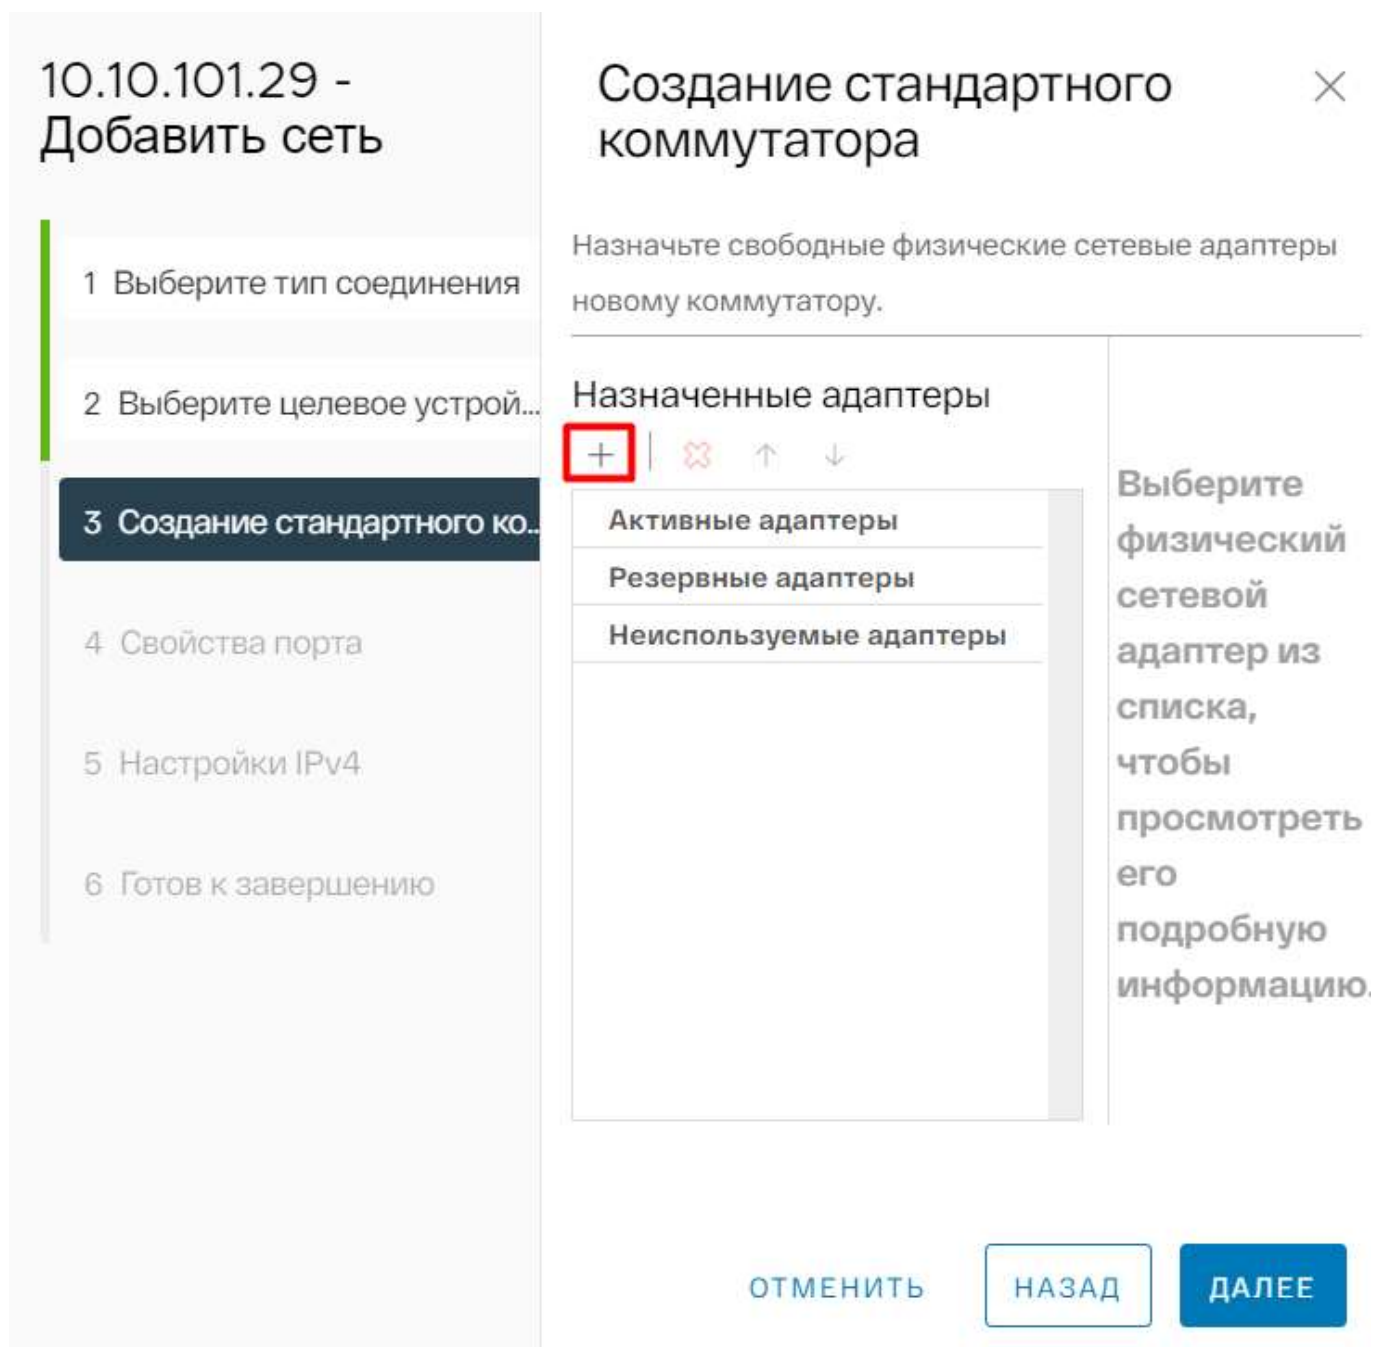 10.10.101.29 -
Добавить сеть
1 Выберите тип соединения
2 Выберите целевое устрой...
3 Создание стандартного ко...
4 Свойства порта
5 Настройки IPv4
6 Готов к завершению
Создание стандартного
коммутатора
Назначьте свободные физические сетевые адаптеры
новому коммутатору.
Назначенные адаптеры
Активные адаптеры
Резервные адаптеры
Неиспользуемые адаптеры
Выберите
физический
сетевой
адаптер из
списка,
чтобы
просмотреть
его
подробную
информацию.
ОТМЕНИТЬ
НАЗАД
ДАЛЕЕ